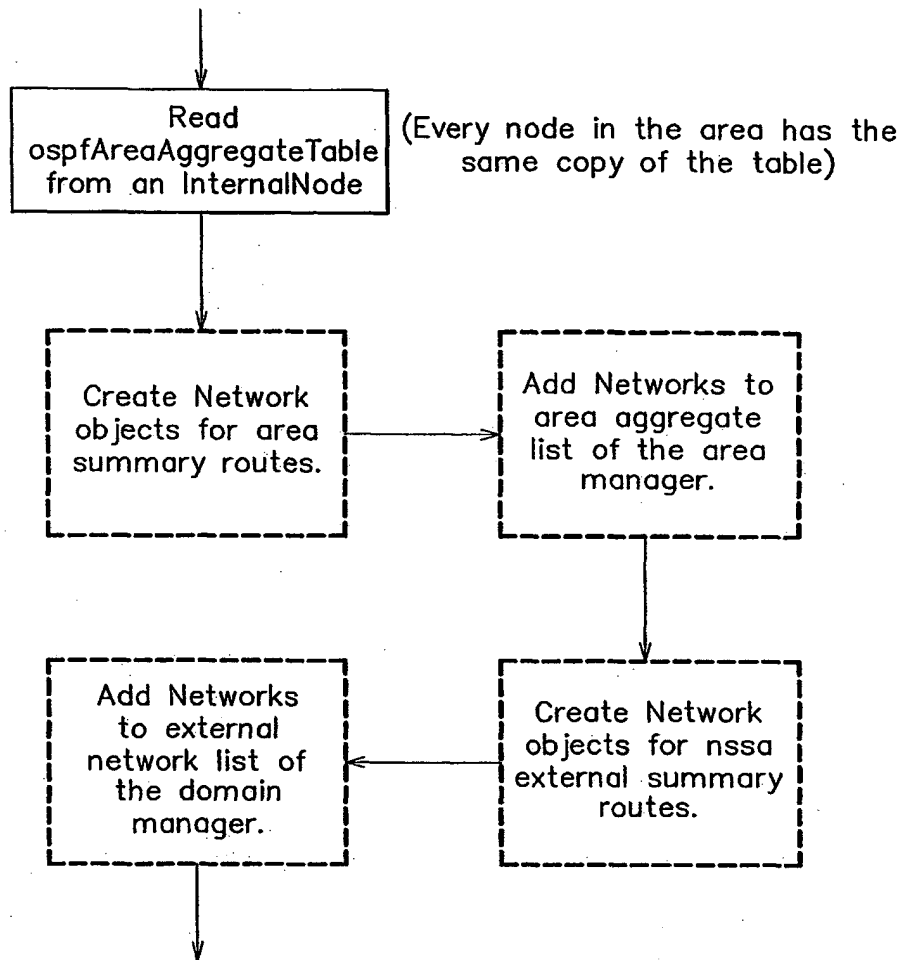 Read
ospfAreaAggregateTable
from an InternalNode
(Every node in the area has the
same copy of the table)
Create Network
objects for area
summary routes.
Add Networks to
area aggregate
list of the area
manager.
Create Network
objects for nssa
external summary
routes.
Add Networks
to external
network list of
the domain
manager.